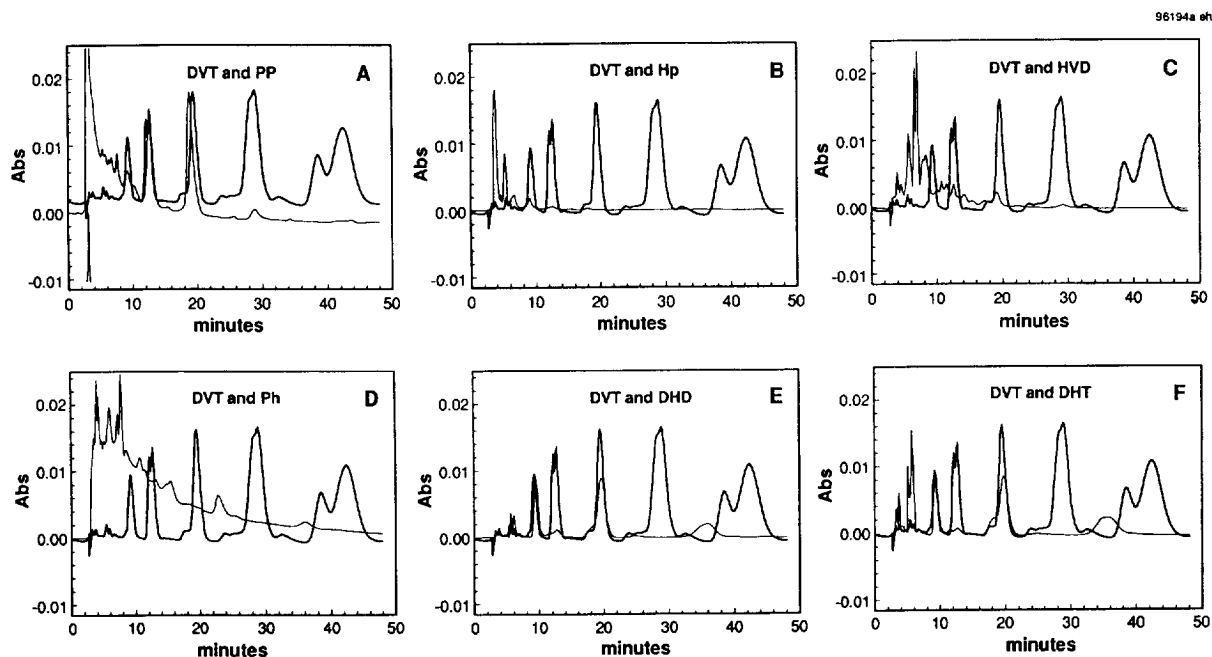 96194a eh
DVT and PP
A
0.02
0.01
0.00
-0.01
Abs
0 10 20 30 40 50
minutes
DVT and Hp
B
0.02
0.01
0.00
-0.01
Abs
0 10 20 30 40 50
minutes
DVT and HVD
C
0.02
0.01
0.00
-0.01
Abs
0 10 20 30 40 50
minutes
DVT and Ph
D
0.02
0.01
0.00
-0.01
Abs
0 10 20 30 40 50
minutes
DVT and DHD
E
0.02
0.01
0.00
-0.01
Abs
0 10 20 30 40 50
minutes
DVT and DHT
F
0.02
0.01
0.00
-0.01
Abs
0 10 20 30 40 50
minutes